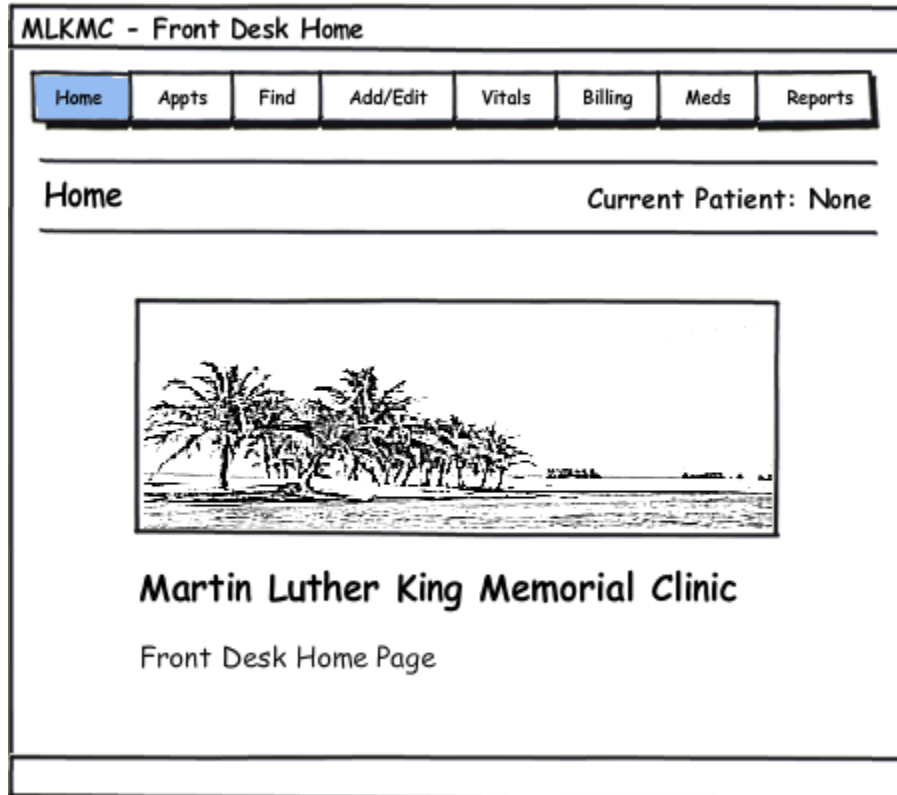 MLKMC - Front Desk Home
Home Appts Find Add/Edit Vitals Billing Meds Reports
Home Current Patient: None
Martin Luther King Memorial Clinic
Front Desk Home Page